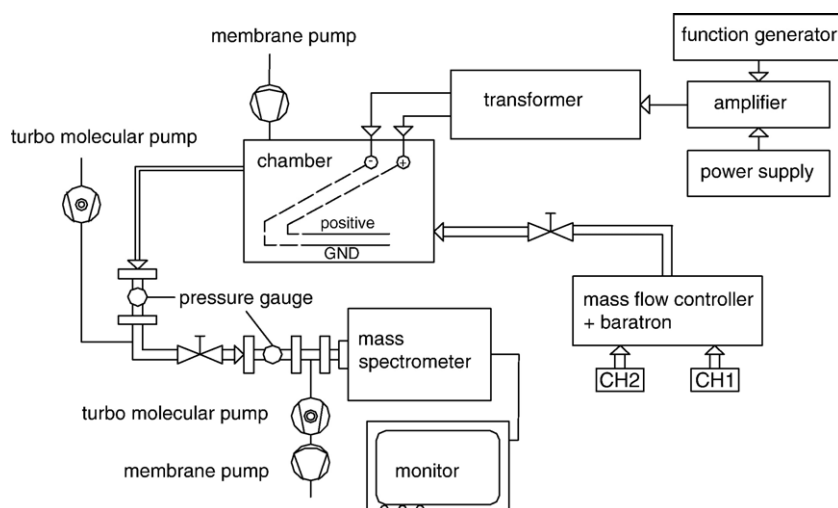 membrane pump
function generator
transformer
amplifier
turbo molecular pump
chamber
-
+
power supply
positive
GND
pressure gauge
mass flow controller
+ baratron
mass
spectrometer
CH2
CH1
turbo molecular pump
membrane pump
monitor